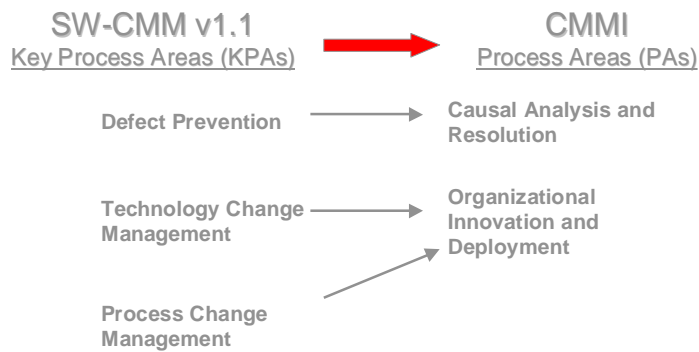 SW-CMM v1.1
Key Process Areas (KPAs)
CMMI
Process Areas (PAs)
Defect Prevention
Causal Analysis and
Resolution
Technology Change
Management
Organizational
Innovation and
Deployment
Process Change
Management